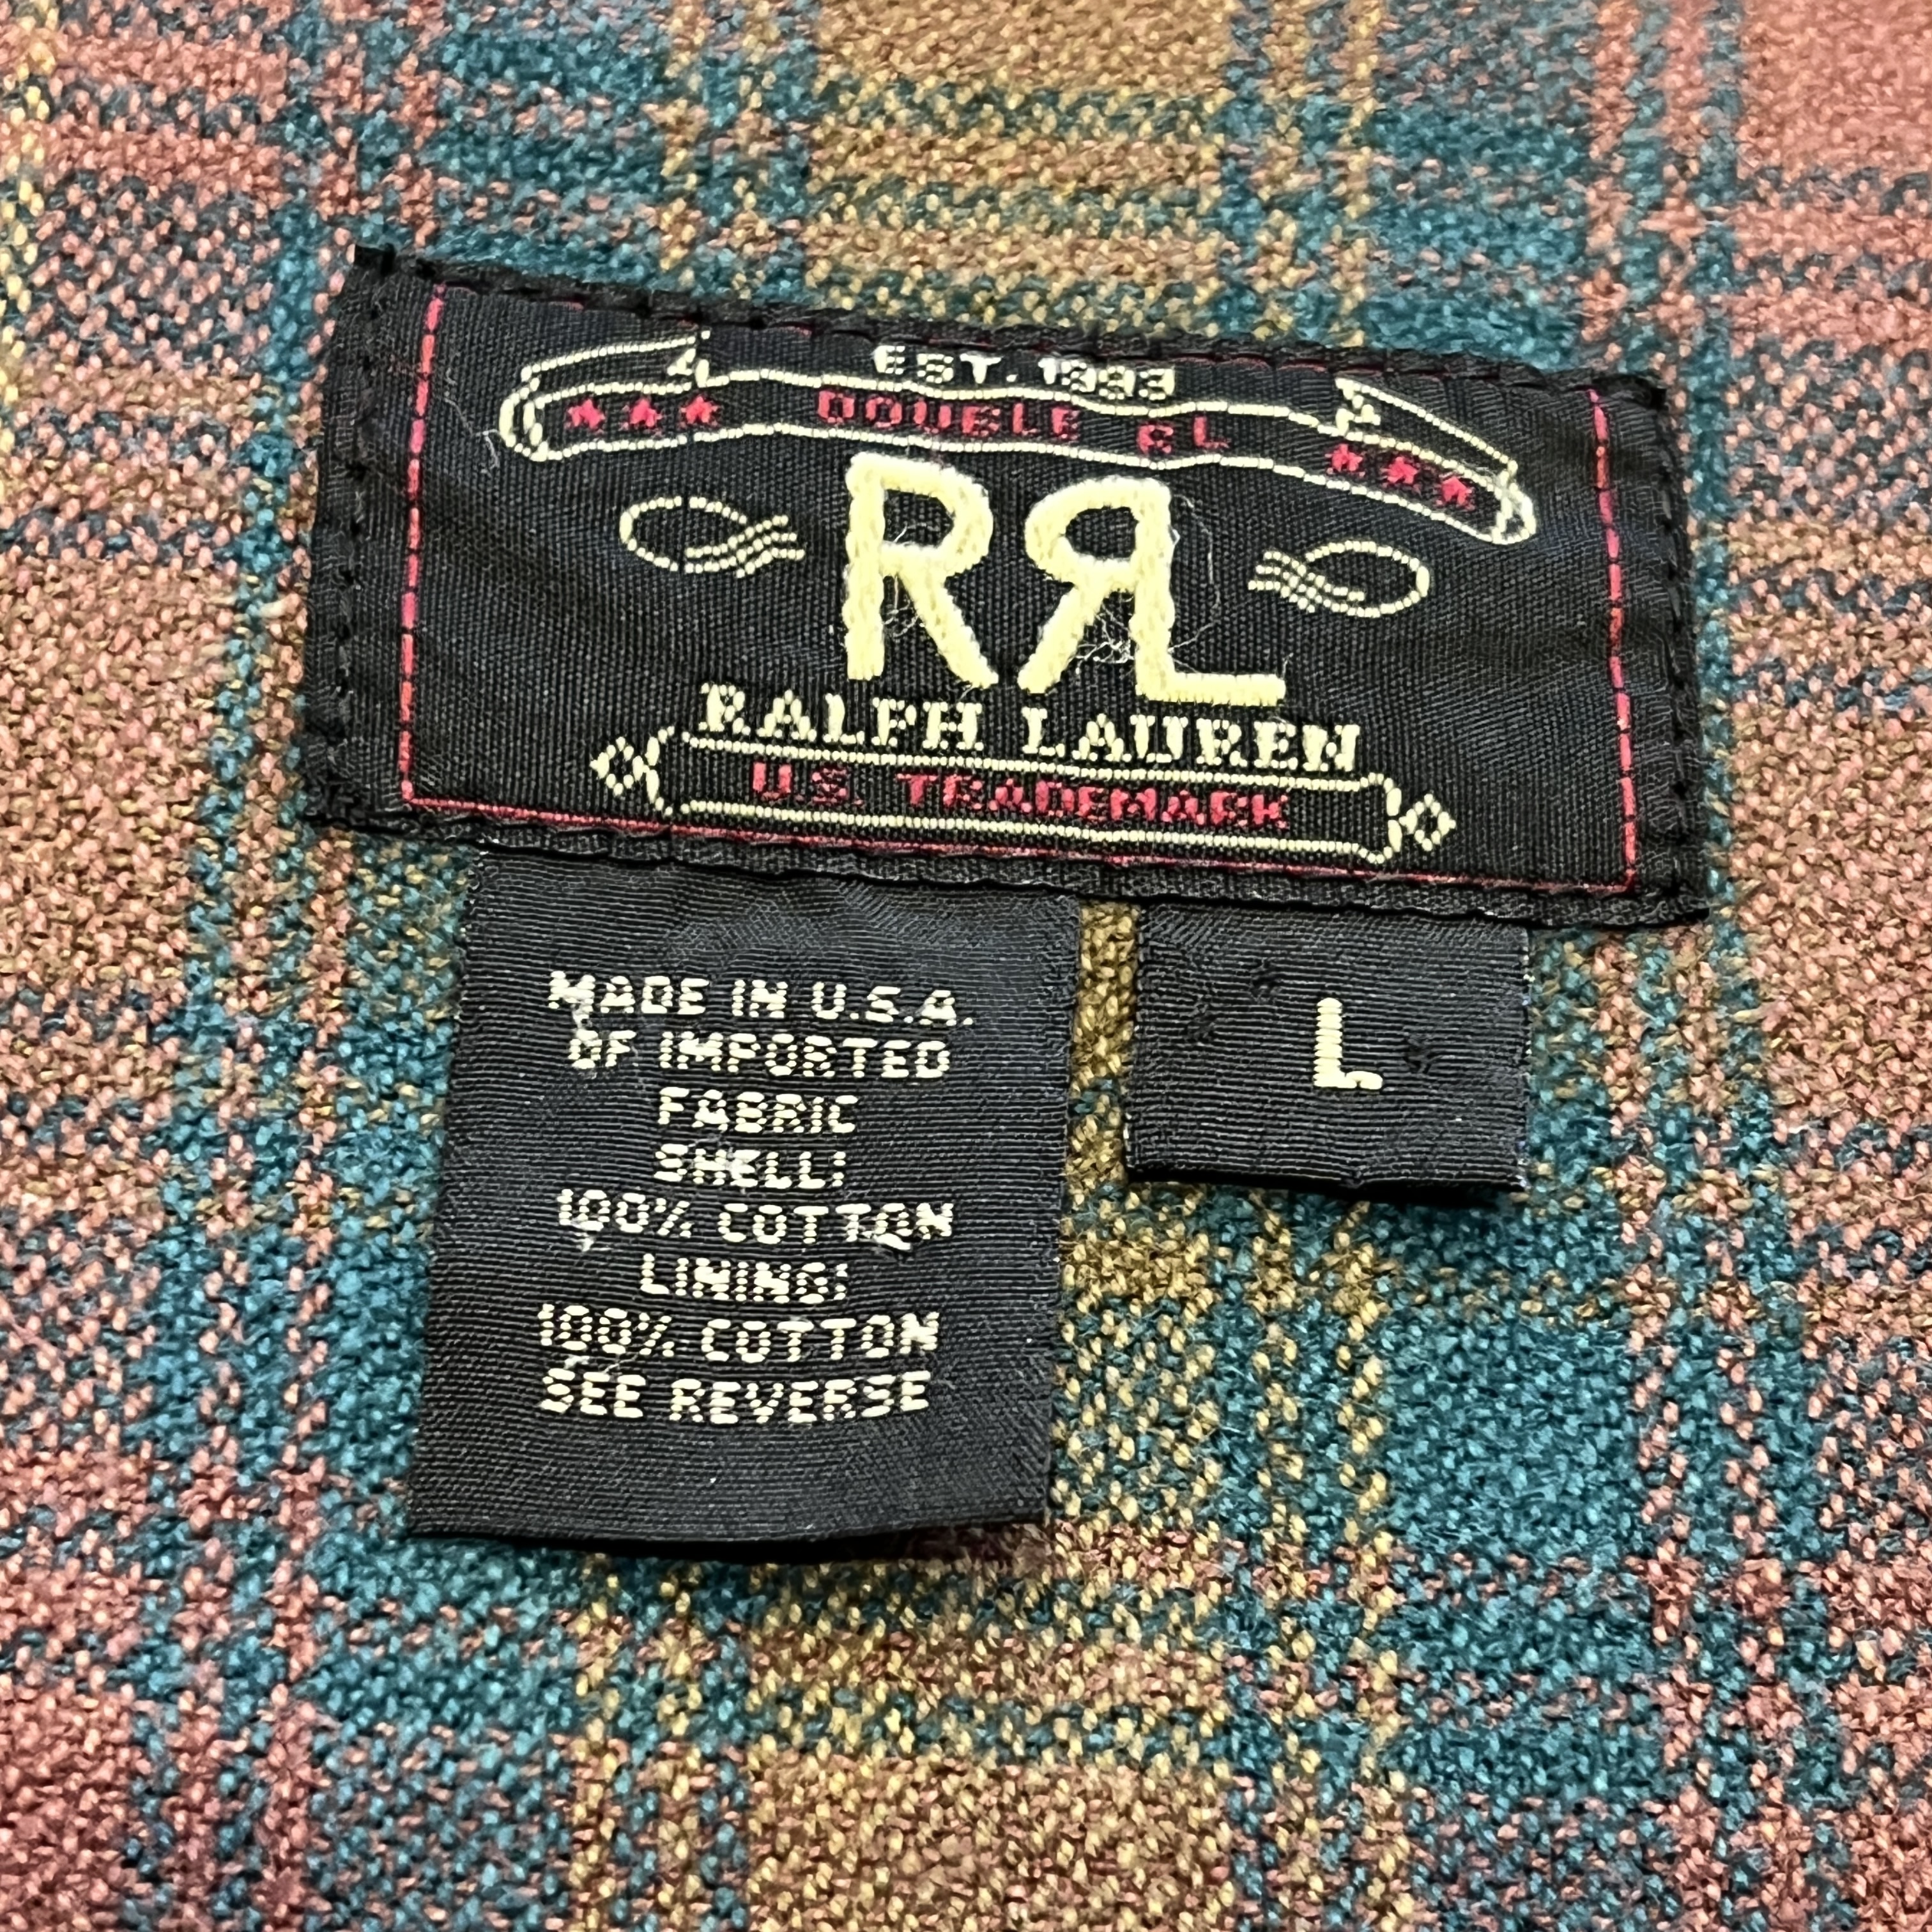 EST. 1993
DOUBLE RL
RRL
RALPH LAUREN
U.S. TRADEMARK
MADE IN U.S.A.
OF IMPORTED
FABRIC
SHELL:
100% COTTON
LINING:
100% COTTON
SEE REVERSE
L